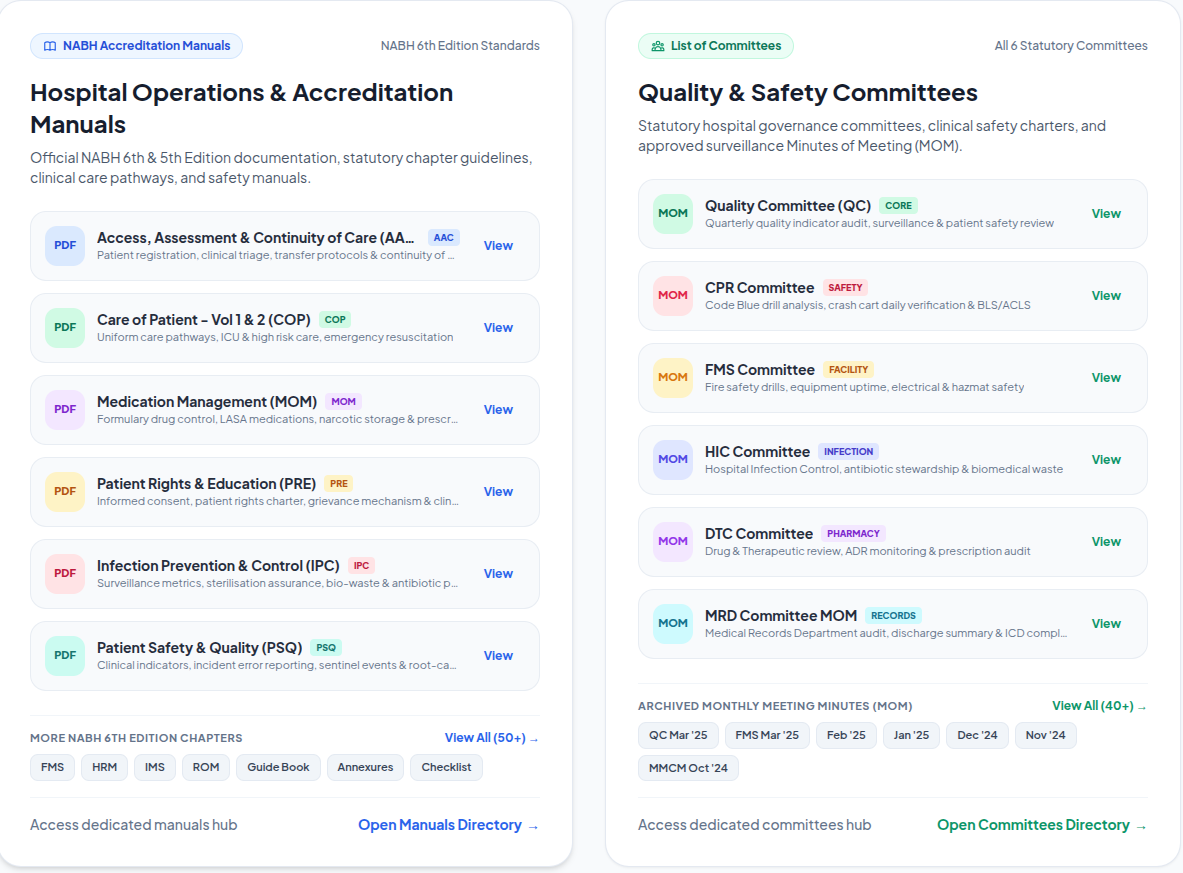 NABH Accreditation Manuals
NABH 6th Edition Standards
Hospital Operations & Accreditation
Manuals
Official NABH 6th & 5th Edition documentation, statutory chapter guidelines,
clinical care pathways, and safety manuals.
PDF
Access, Assessment & Continuity of Care (AA...
AAC
Patient registration, clinical triage, transfer protocols & continuity of ...
View
PDF
Care of Patient - Vol 1 & 2 (COP)
COP
Uniform care pathways, ICU & high risk care, emergency resuscitation
View
PDF
Medication Management (MOM)
MOM
Formulary drug control, LASA medications, narcotic storage & prescr...
View
PDF
Patient Rights & Education (PRE)
PRE
Informed consent, patient rights charter, grievance mechanism & clin...
View
PDF
Infection Prevention & Control (IPC)
IPC
Surveillance metrics, sterilisation assurance, bio-waste & antibiotic p...
View
PDF
Patient Safety & Quality (PSQ)
PSQ
Clinical indicators, incident error reporting, sentinel events & root-ca...
View
MORE NABH 6TH EDITION CHAPTERS
View All (50+) →
FMS
HRM
IMS
ROM
Guide Book
Annexures
Checklist
Access dedicated manuals hub
Open Manuals Directory →
List of Committees
All 6 Statutory Committees
Quality & Safety Committees
Statutory hospital governance committees, clinical safety charters, and
approved surveillance Minutes of Meeting (MOM).
MOM
Quality Committee (QC)
CORE
Quarterly quality indicator audit, surveillance & patient safety review
View
MOM
CPR Committee
SAFETY
Code Blue drill analysis, crash cart daily verification & BLS/ACLS
View
MOM
FMS Committee
FACILITY
Fire safety drills, equipment uptime, electrical & hazmat safety
View
MOM
HIC Committee
INFECTION
Hospital Infection Control, antibiotic stewardship & biomedical waste
View
MOM
DTC Committee
PHARMACY
Drug & Therapeutic review, ADR monitoring & prescription audit
View
MOM
MRD Committee MOM
RECORDS
Medical Records Department audit, discharge summary & ICD compl...
View
ARCHIVED MONTHLY MEETING MINUTES (MOM)
View All (40+) →
QC Mar '25
FMS Mar '25
Feb '25
Jan '25
Dec '24
Nov '24
MMCM Oct '24
Access dedicated committees hub
Open Committees Directory →